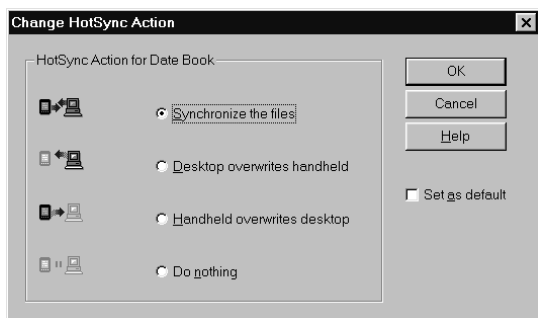 Change HotSync Action
HotSync Action for Date Book
Synchronize the files
Desktop overwrites handheld
Handheld overwrites desktop
Do nothing
OK
Cancel
Help
Set as default